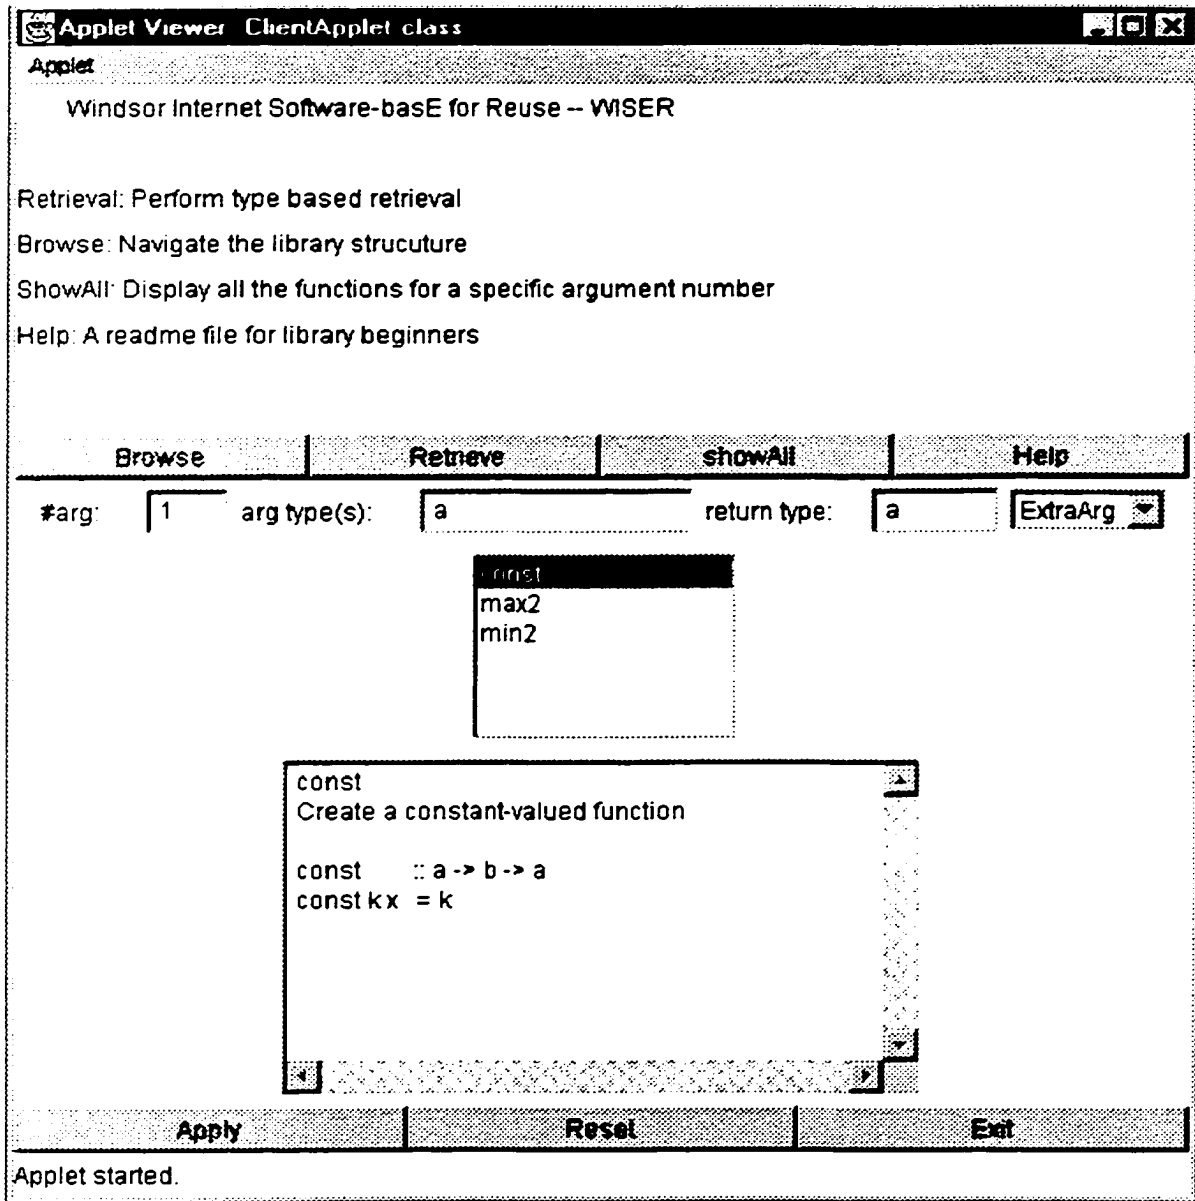 Applet Viewer ClientApplet class
Applet
Windsor Internet Software-basE for Reuse -- WISER
Retrieval: Perform type based retrieval
Browse: Navigate the library strucuture
ShowAll: Display all the functions for a specific argument number
Help: A readme file for library beginners
Browse Retrieve showAll Help
#arg: 1 arg type(s): a return type: a ExtraArg
const
max2
min2
const
Create a constant-valued function
const :: a -> b -> a
const k x = k
Apply Reset Exit
Applet started.